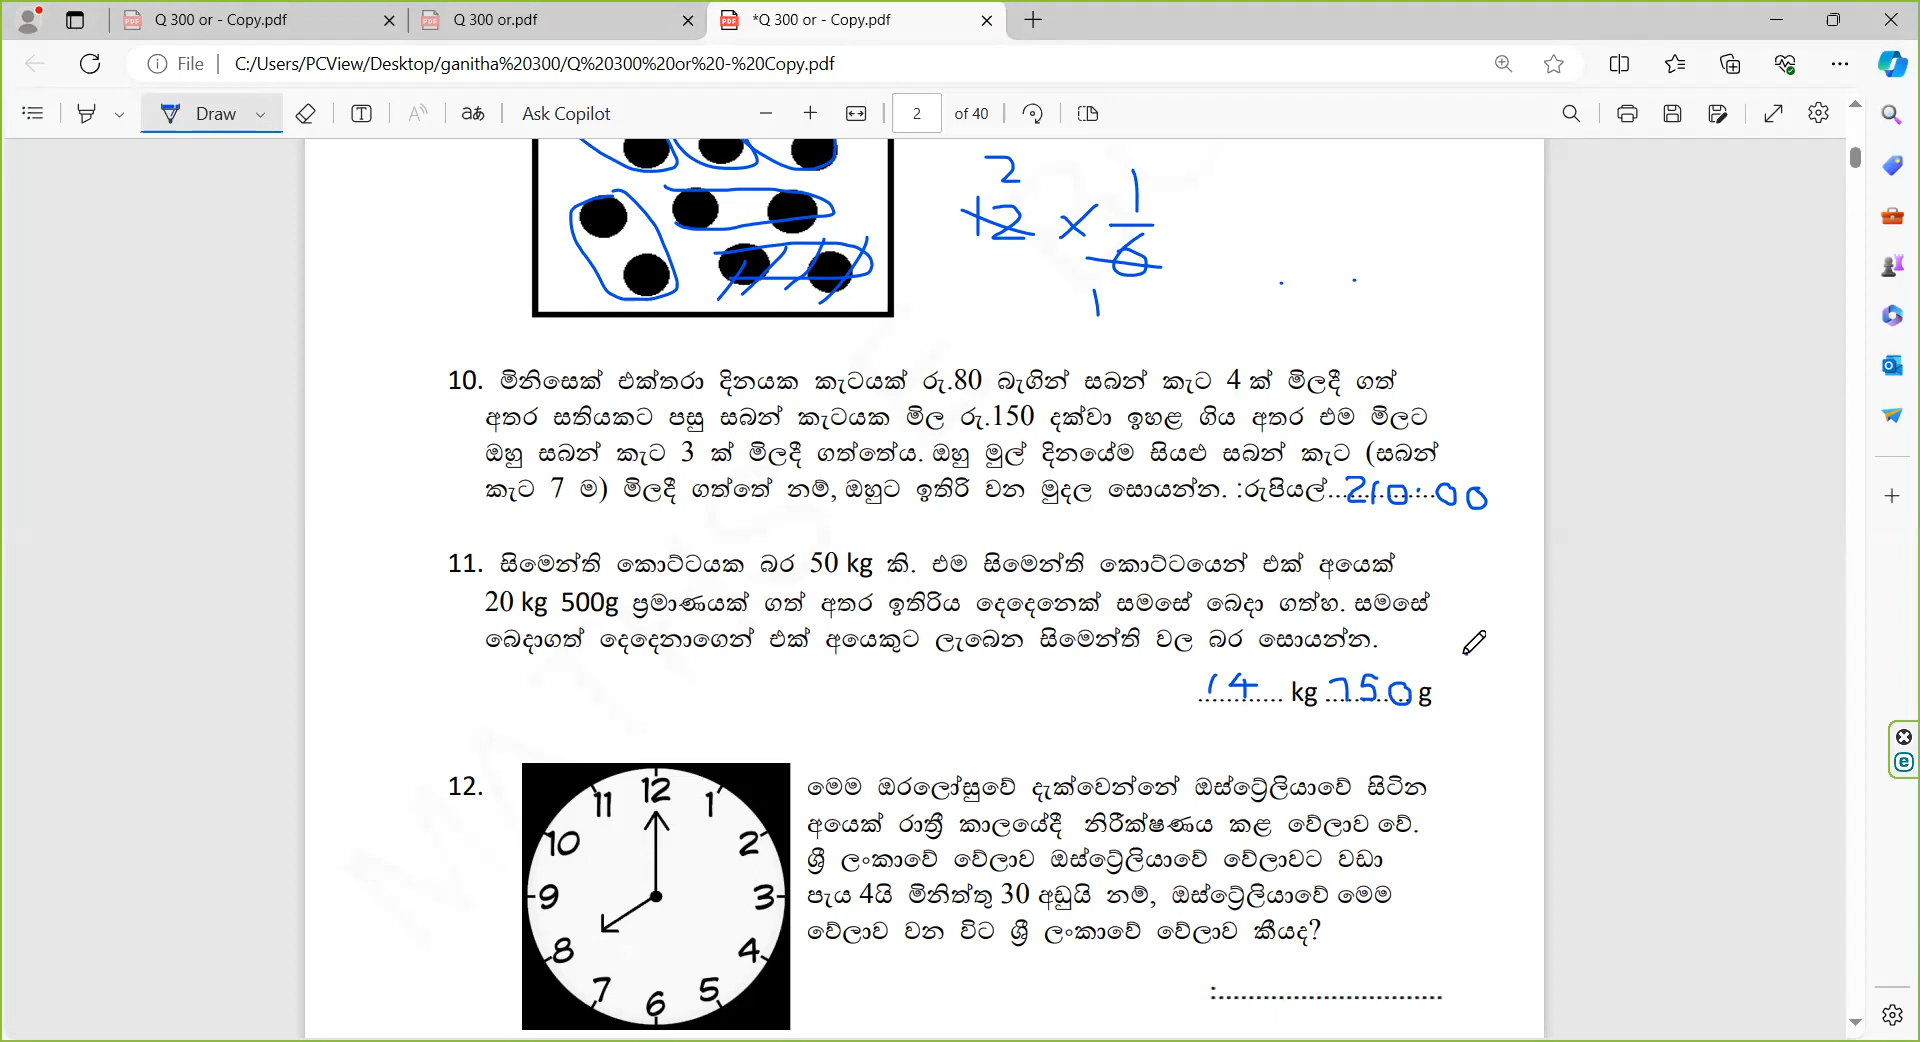 Q 300 or - Copy.pdf
Q 300 or.pdf
*Q 300 or - Copy.pdf
File
C:/Users/PCView/Desktop/ganitha%20300/Q%20300%20or%20-%20Copy.pdf
Draw
Ask Copilot
2 of 40
2
12 × 1/6
1
10. මිනිසෙක් එක්තරා දිනයක කැටයක් රු.80 බැගින් සබන් කැට 4 ක් මිලදී ගත්
අතර සතියකට පසු සබන් කැටයක මිල රු.150 දක්වා ඉහළ ගිය අතර එම මිලට
ඔහු සබන් කැට 3 ක් මිලදී ගත්තේය. ඔහු මුල් දිනයේම සියළු සබන් කැට (සබන්
කැට 7 ම) මිලදී ගත්තේ නම්, ඔහුට ඉතිරි වන මුදල සොයන්න. :රුපියල්..210.00
11. සිමෙන්ති කොට්ටයක බර 50 kg කි. එම සිමෙන්ති කොට්ටයෙන් එක් අයෙක්
20 kg 500g ප්‍රමාණයක් ගත් අතර ඉතිරිය දෙදෙනෙක් සමසේ බෙදා ගත්හ. සමසේ
බෙදාගත් දෙදෙනාගෙන් එක් අයෙකුට ලැබෙන සිමෙන්ති වල බර සොයන්න.
14 kg 750 g
12. මෙම ඔරලෝසුවේ දැක්වෙන්නේ ඔස්ට්‍රේලියාවේ සිටින
අයෙක් රාත්‍රී කාලයේදී නිරීක්ෂණය කළ වේලාව වේ.
ශ්‍රී ලංකාවේ වේලාව ඔස්ට්‍රේලියාවේ වේලාවට වඩා
පැය 4යි මිනිත්තු 30 අඩුයි නම්, ඔස්ට්‍රේලියාවේ මෙම
වේලාව වන විට ශ්‍රී ලංකාවේ වේලාව කීයද?
:...............................
12
1
2
3
4
5
6
7
8
9
10
11